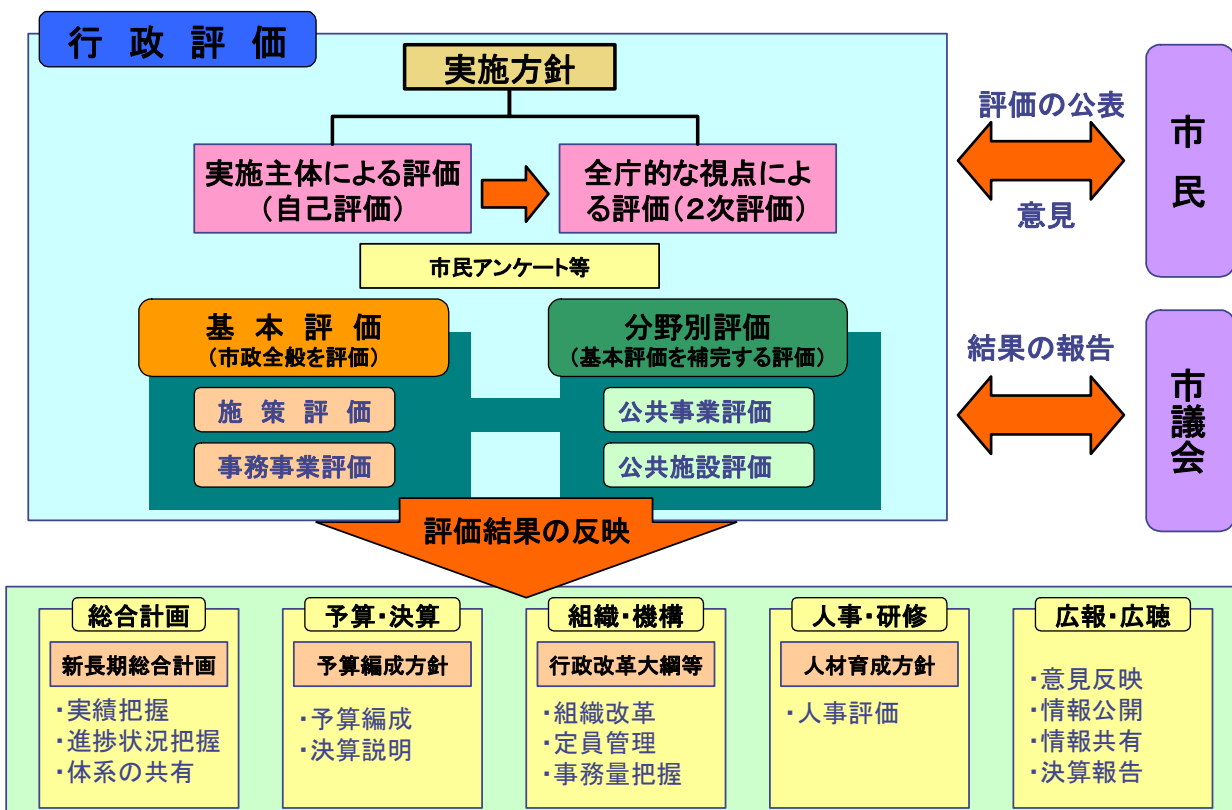 行政評価
実施方針
実施主体による評価
（自己評価）
全庁的な視点によ
る評価（２次評価）
市民アンケート等
基本評価
（市政全般を評価）
施策評価
事務事業評価
分野別評価
（基本評価を補完する評価）
公共事業評価
公共施設評価
評価の公表
意見
市民
結果の報告
市議会
評価結果の反映
総合計画
新長期総合計画
・実績把握
・進捗状況把握
・体系の共有
予算・決算
予算編成方針
・予算編成
・決算説明
組織・機構
行政改革大綱等
・組織改革
・定員管理
・事務量把握
人事・研修
人材育成方針
・人事評価
広報・広聴
・意見反映
・情報公開
・情報共有
・決算報告